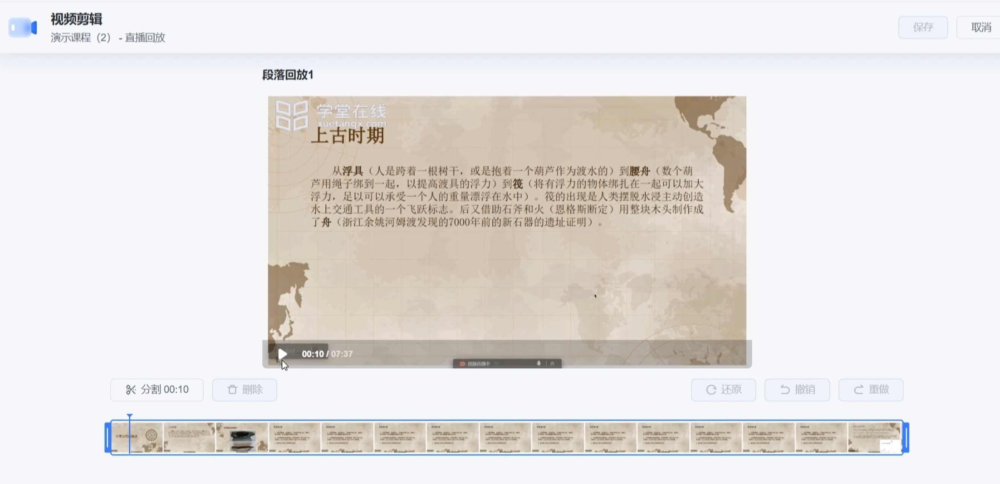 视频剪辑
演示课程（2） - 直播回放
保存
取消
段落回放1
学堂在线
xuetangx.com
上古时期
从浮具（人是跨着一根树干，或是抱着一个葫芦作为渡水的）到腰舟（数个葫
芦用绳子绑到一起，以提高渡具的浮力）到筏（将有浮力的物体绑扎在一起可以加大
浮力，足以可以承受一个人的重量漂浮在水中）。筏的出现是人类摆脱水浸主动创造
水上交通工具的一个飞跃标志。后又借助石斧和火（恩格斯断定）用整块木头制作成
了舟（浙江余姚河姆渡发现的7000年前的新石器的遗址证明）。
00:10 / 07:37
视频直播中
分割 00:10
删除
还原
撤销
重做